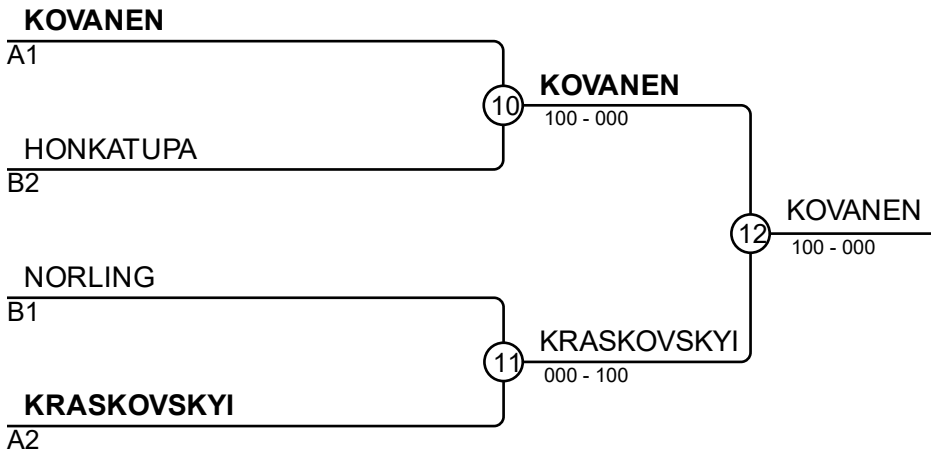 KOVANEN
A1
10
KOVANEN
100 - 000
HONKATUPA
B2
12
KOVANEN
100 - 000
NORLING
B1
11
KRASKOVSKYI
000 - 100
KRASKOVSKYI
A2